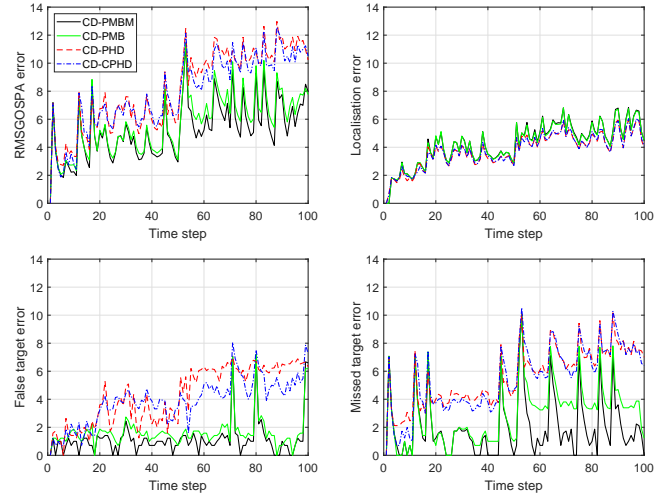 14
12
10
8
6
4
2
0
0 20 40 60 80 100
RMSGOSPA error
Time step
CD-PMBM
CD-PMB
CD-PHD
CD-CPHD
14
12
10
8
6
4
2
0
0 20 40 60 80 100
Localisation error
Time step
14
12
10
8
6
4
2
0
0 20 40 60 80 100
False target error
Time step
14
12
10
8
6
4
2
0
0 20 40 60 80 100
Missed target error
Time step